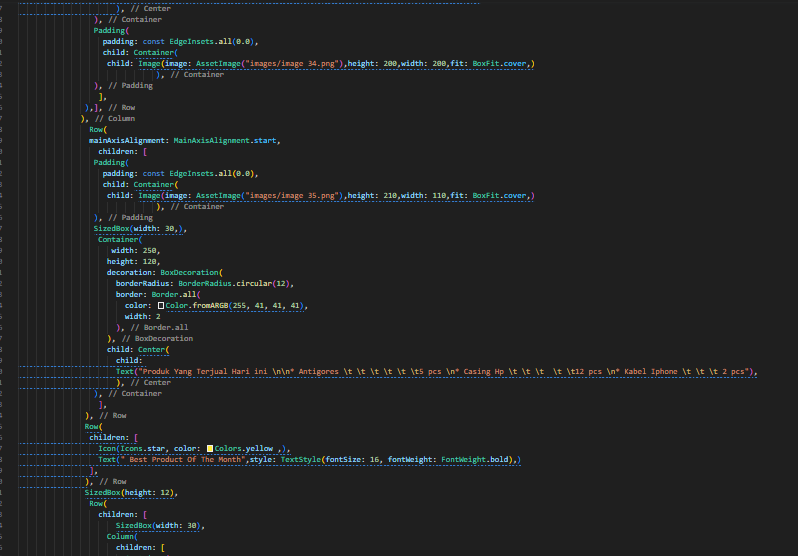 ), // Center
), // Container
Padding(
padding: const EdgeInsets.all(0.0),
child: Container(
child: Image(image: AssetImage("images/image 34.png"),height: 200,width: 200,fit: BoxFit.cover,)
), // Container
), // Padding
],
),], // Row
), // Column
Row(
mainAxisAlignment: MainAxisAlignment.start,
children: [
Padding(
padding: const EdgeInsets.all(0.0),
child: Container(
child: Image(image: AssetImage("images/image 35.png"),height: 210,width: 110,fit: BoxFit.cover,)
), // Container
), // Padding
SizedBox(width: 30,),
Container(
width: 250,
height: 120,
decoration: BoxDecoration(
borderRadius: BorderRadius.circular(12),
border: Border.all(
color: Color.fromARGB(255, 41, 41, 41),
width: 2
), // Border.all
), // BoxDecoration
child: Center(
child:
Text("Produk Yang Terjual Hari ini \n\n* Antigores \t \t \t \t \t \t5 pcs \n* Casing Hp \t \t \t  \t \t12 pcs \n* Kabel Iphone \t \t \t 2 pcs"),
), // Center
), // Container
],
), // Row
Row(
children: [
Icon(Icons.star, color: Colors.yellow ,),
Text(" Best Product Of The Month",style: TextStyle(fontSize: 16, fontWeight: FontWeight.bold),)
],
), // Row
SizedBox(height: 12),
Row(
children: [
SizedBox(width: 30),
Column(
children: [